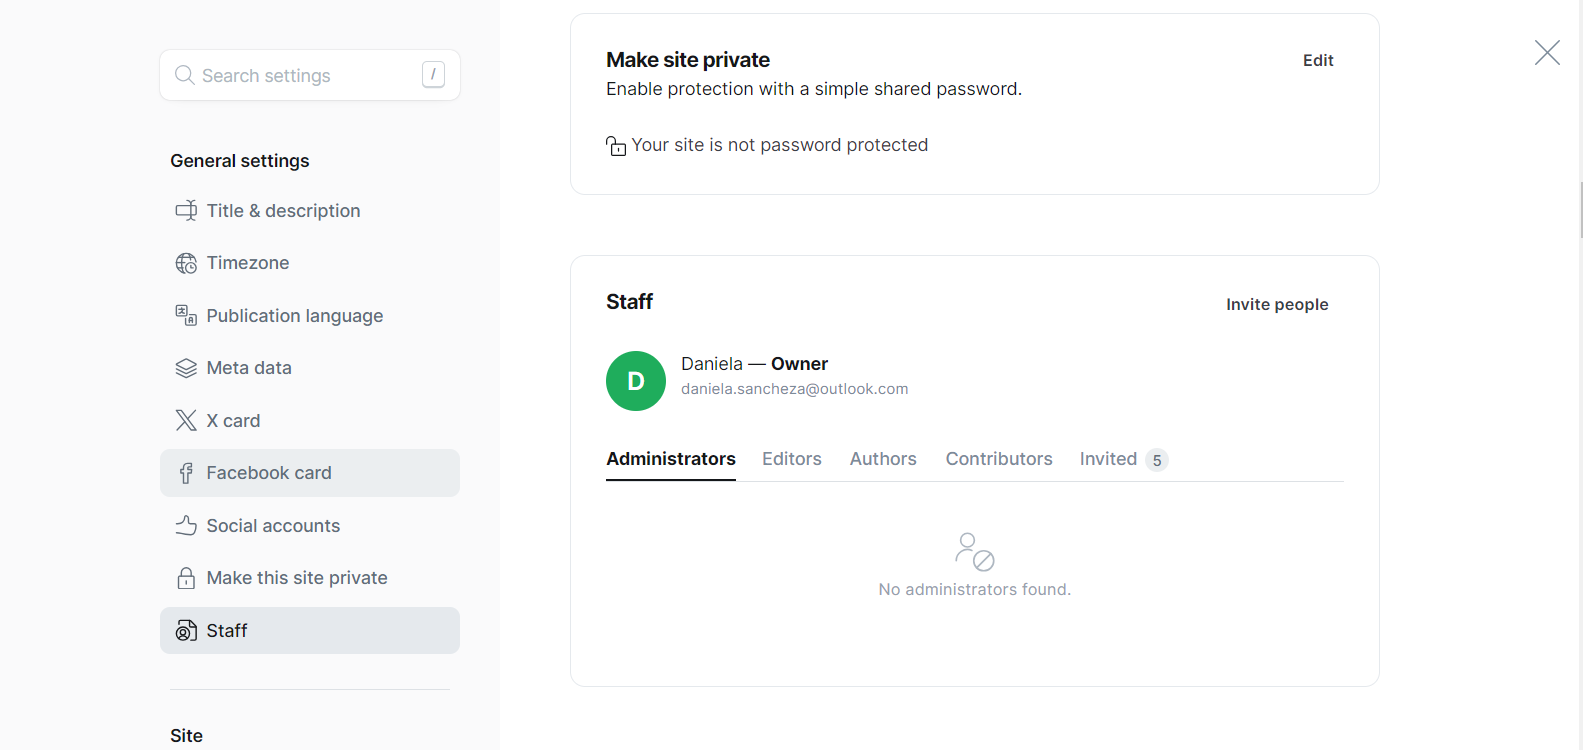 Search settings /
General settings
Title & description
Timezone
Publication language
Meta data
X card
Facebook card
Social accounts
Make this site private
Staff
Site
Make site private
Edit
Enable protection with a simple shared password.
Your site is not password protected
Staff
Invite people
D
Daniela — Owner
daniela.sancheza@outlook.com
Administrators Editors Authors Contributors Invited 5
No administrators found.